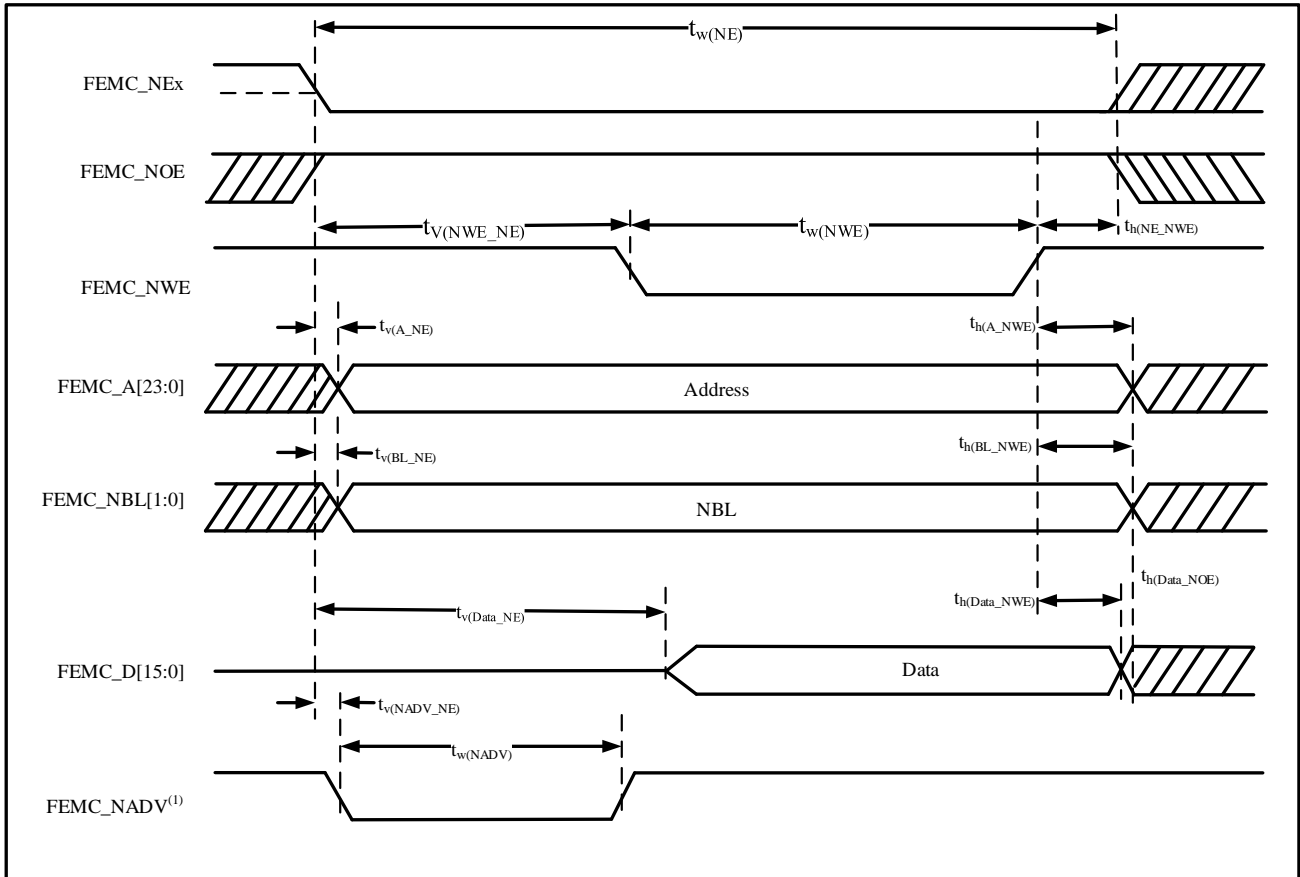 tw(NE)
FEMC_NEx
FEMC_NOE
tV(NWE_NE)
tw(NWE)
th(NE_NWE)
FEMC_NWE
tv(A_NE)
th(A_NWE)
FEMC_A[23:0]
Address
tv(BL_NE)
th(BL_NWE)
FEMC_NBL[1:0]
NBL
th(Data_NOE)
tv(Data_NE)
th(Data_NWE)
FEMC_D[15:0]
Data
tv(NADV_NE)
tw(NADV)
FEMC_NADV(1)